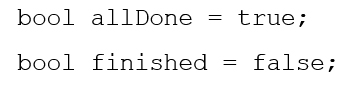 bool allDone = true;
bool finished = false;